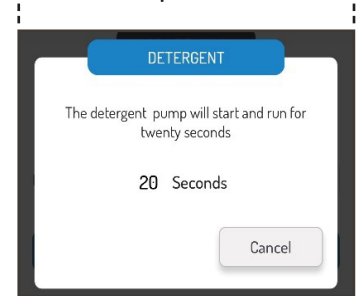 DETERGENT
The detergent pump will start and run for
twenty seconds
20 Seconds
Cancel